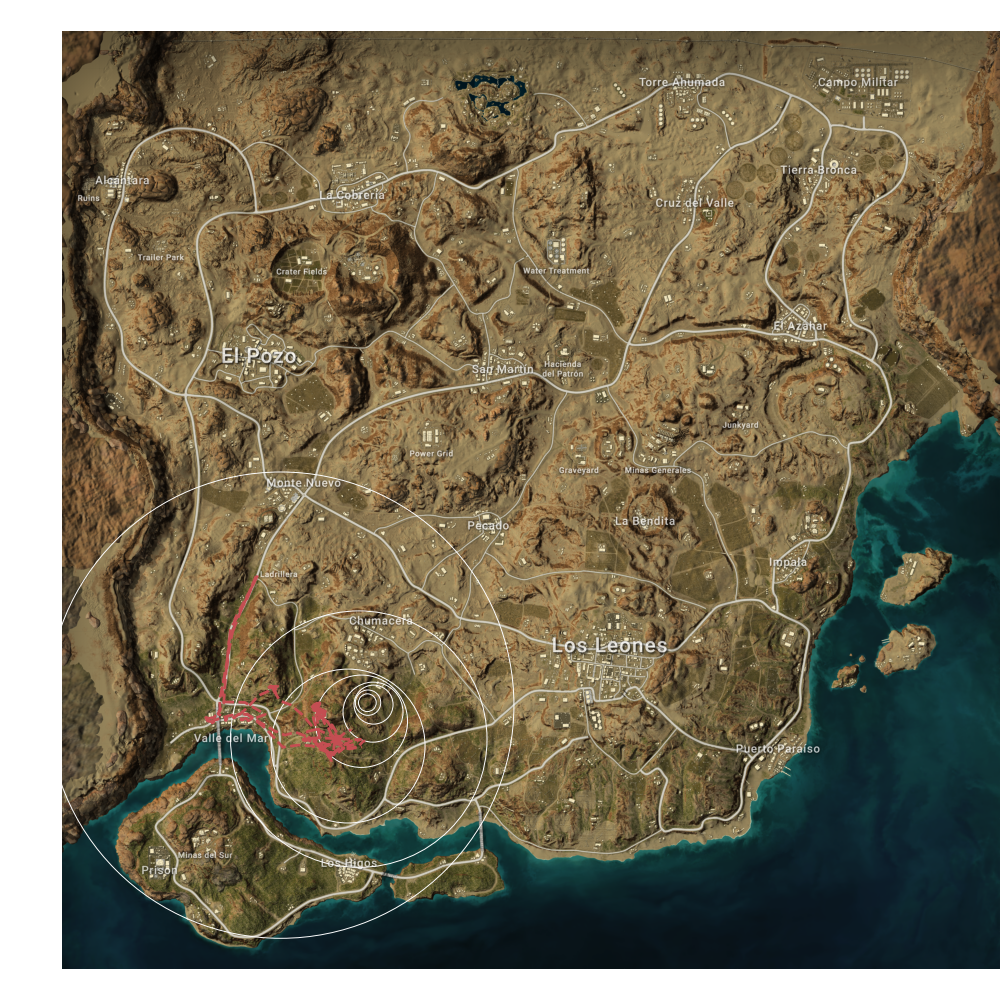 Torre Ahumada
Campo Militar
Alcantara
Ruins
La Cobreria
Tierra Bronca
Cruz del Valle
Trailer Park
Crater Fields
Water Treatment
El Pozo
San Martin
Hacienda
del Patrón
El Azahar
Power Grid
Junkyard
Graveyard
Minas Generales
Monte Nuevo
Pecado
La Bendita
Ladrillera
Impala
Chumacera
Los Leones
Valle del Mar
Puerto Paraiso
Minas del Sur
Prison
Los Higos